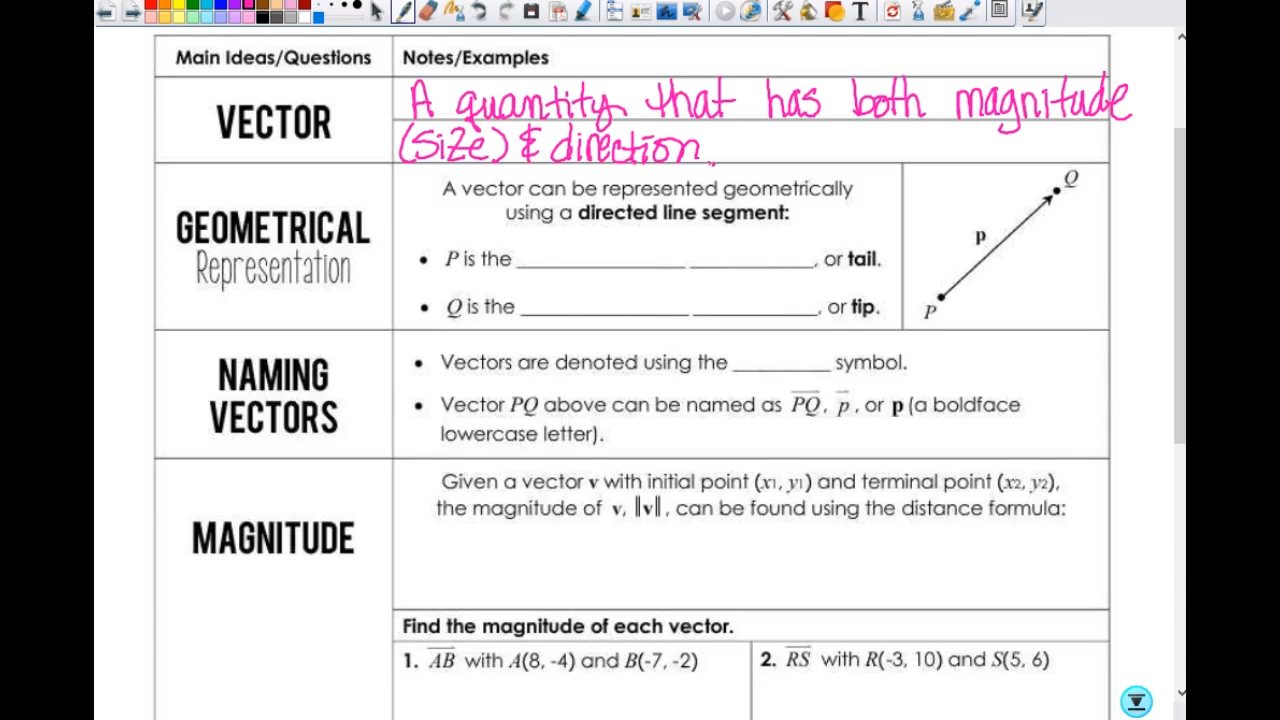 Main Ideas/Questions
Notes/Examples
VECTOR
A quantity that has both magnitude
(size) & direction.
GEOMETRICAL
Representation
A vector can be represented geometrically
using a directed line segment:
• P is the ______________ ___________, or tail.
• Q is the ______________ ___________, or tip.
Q
p
P
NAMING
VECTORS
• Vectors are denoted using the _________ symbol.
• Vector PQ above can be named as P͞Q⃗, p⃗, or p (a boldface
lowercase letter).
MAGNITUDE
Given a vector v with initial point (x1, y1) and terminal point (x2, y2),
the magnitude of v, ‖v‖, can be found using the distance formula:
Find the magnitude of each vector.
1. AB⃗ with A(8, -4) and B(-7, -2)
2. RS⃗ with R(-3, 10) and S(5, 6)